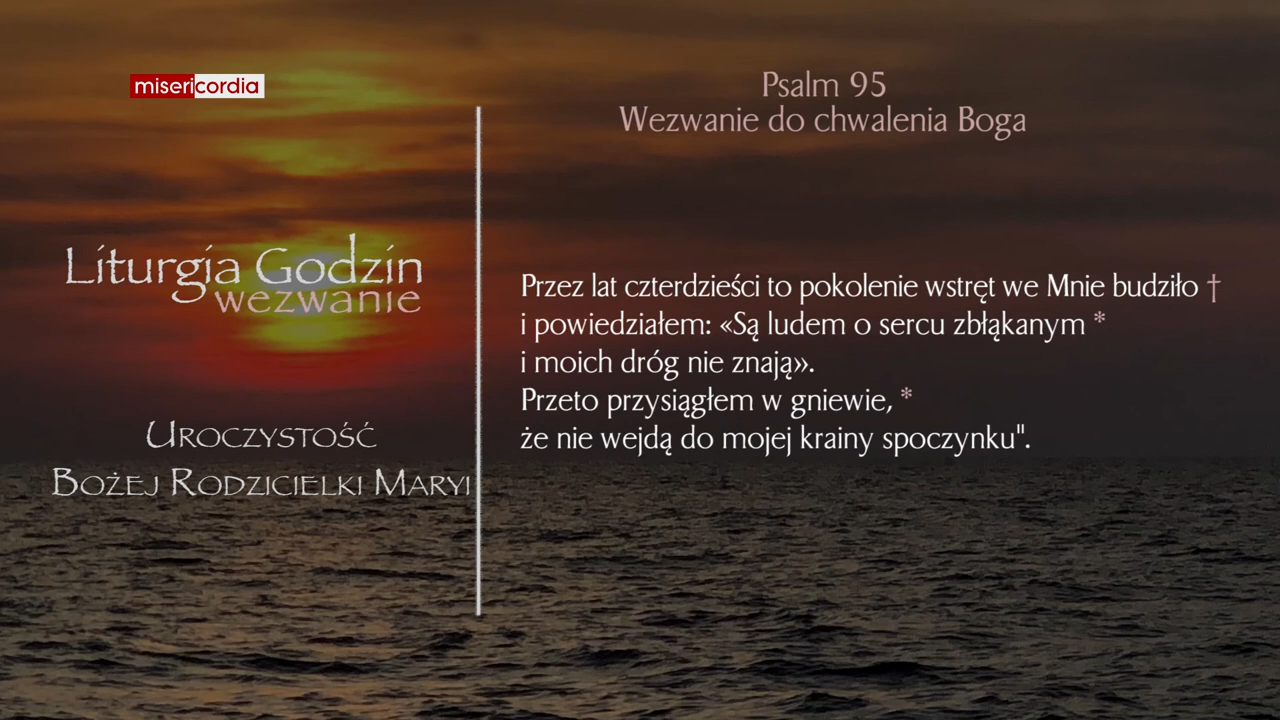 misericordia
Psalm 95
Wezwanie do chwalenia Boga
Liturgia Godzin
wezwanie
Uroczystość
Bożej Rodzicielki Maryi
Przez lat czterdzieści to pokolenie wstręt we Mnie budziło †
i powiedziałem: «Są ludem o sercu zbłąkanym *
i moich dróg nie znają».
Przeto przysiągłem w gniewie, *
że nie wejdą do mojej krainy spoczynku".